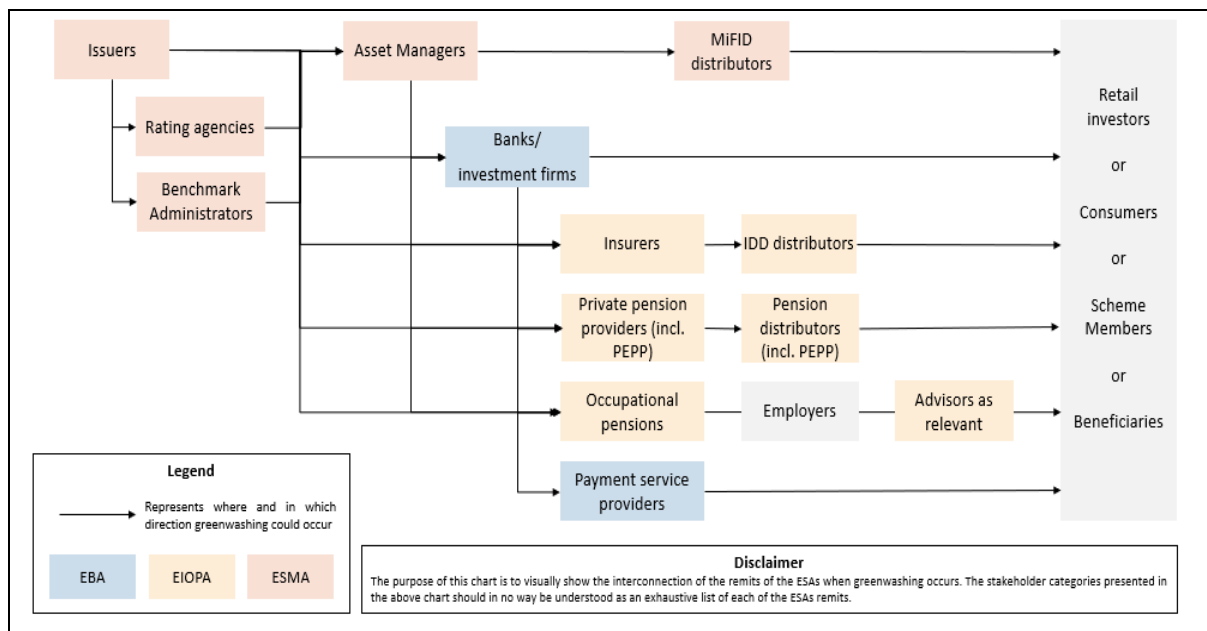 Issuers
Asset Managers
MiFID
distributors
Rating agencies
Benchmark
Administrators
Banks/
investment firms
Insurers
IDD distributors
Private pension
providers (incl.
PEPP)
Pension
distributors
(incl. PEPP)
Occupational
pensions
Employers
Advisors as
relevant
Payment service
providers
Retail
investors
or
Consumers
or
Scheme
Members
or
Beneficiaries
Legend
Represents where and in which
direction greenwashing could occur
EBA
EIOPA
ESMA
Disclaimer
The purpose of this chart is to visually show the interconnection of the remits of the ESAs when greenwashing occurs. The stakeholder categories presented in
the above chart should in no way be understood as an exhaustive list of each of the ESAs remits.